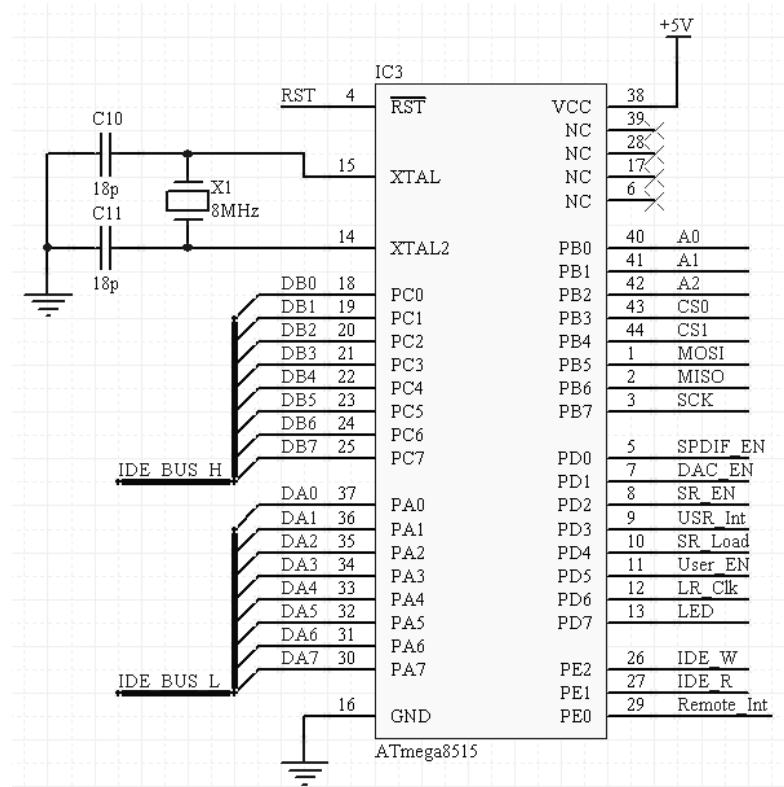 +5V
IC3
RST 4 RST VCC 38
NC 39
NC 28
NC 17
NC 6
C10
18p
15 XTAL
X1
8MHz
C11
18p
14 XTAL2
PB0 40 A0
PB1 41 A1
PB2 42 A2
PB3 43 CS0
PB4 44 CS1
PB5 1 MOSI
PB6 2 MISO
PB7 3 SCK
DB0 18 PC0
DB1 19 PC1
DB2 20 PC2
DB3 21 PC3
DB4 22 PC4
DB5 23 PC5
DB6 24 PC6
DB7 25 PC7
IDE BUS H
PD0 5 SPDIF_EN
PD1 7 DAC_EN
PD2 8 SR_EN
PD3 9 USR_Int
PD4 10 SR_Load
PD5 11 User_EN
PD6 12 LR_Clk
PD7 13 LED
DA0 37 PA0
DA1 36 PA1
DA2 35 PA2
DA3 34 PA3
DA4 33 PA4
DA5 32 PA5
DA6 31 PA6
DA7 30 PA7
IDE BUS L
PE2 26 IDE_W
PE1 27 IDE_R
PE0 29 Remote_Int
16 GND
ATmega8515